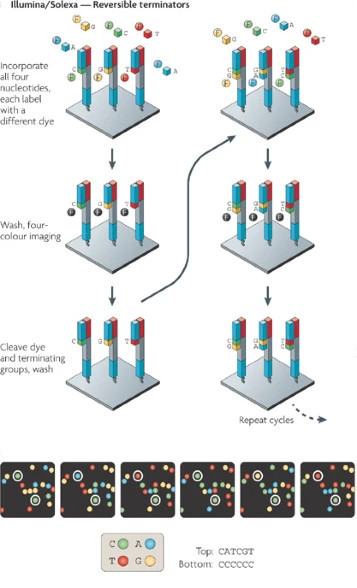 Illumina/Solexa — Reversible terminators
F G F C F A F T
F A
Incorporate
all four
nucleotides,
each label
with a
different dye
C G T
F F F
F G F C F A F T
C G T
G A C
F F F
Wash, four-
colour imaging
C G T
F F F
C G T
G A C
F F F
Cleave dye
and terminating
groups, wash
C G T
C G T
G A C
Repeat cycles
C A
T G
Top: CATCGT
Bottom: CCCCCC